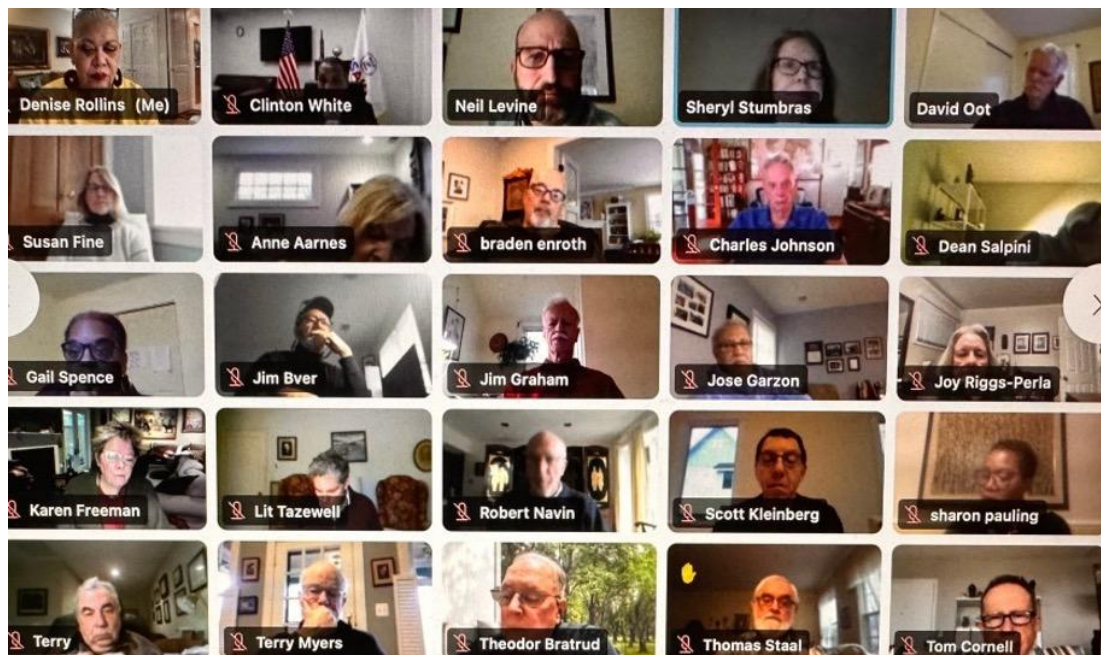 Denise Rollins (Me)
Clinton White
Neil Levine
Sheryl Stumbras
David Oot
Susan Fine
Anne Aarnes
braden enroth
Charles Johnson
Dean Salpini
Gail Spence
Jim Bver
Jim Graham
Jose Garzon
Joy Riggs-Perla
Karen Freeman
Lit Tazewell
Robert Navin
Scott Kleinberg
sharon pauling
Terry
Terry Myers
Theodor Bratrud
Thomas Staal
Tom Cornell